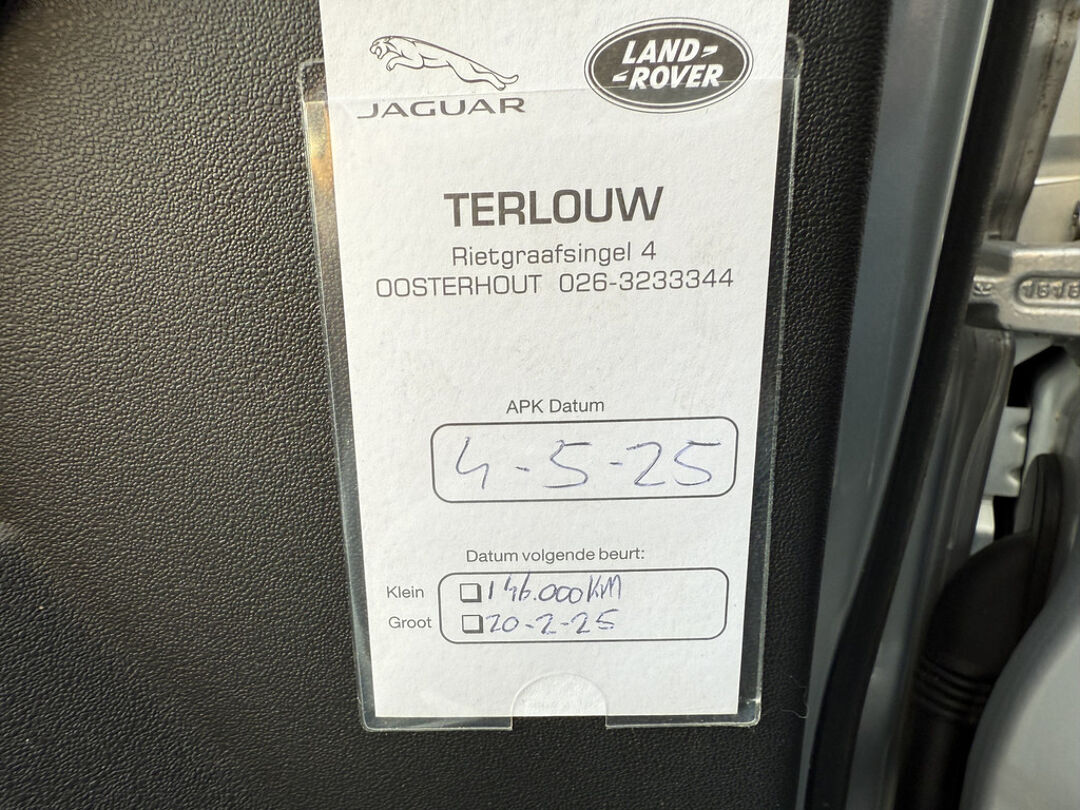 JAGUAR
LAND-
-ROVER
TERLOUW
Rietgraafsingel 4
OOSTERHOUT 026-3233344
APK Datum
4-5-25
Datum volgende beurt:
Klein 146.000KM
Groot 20-2-25